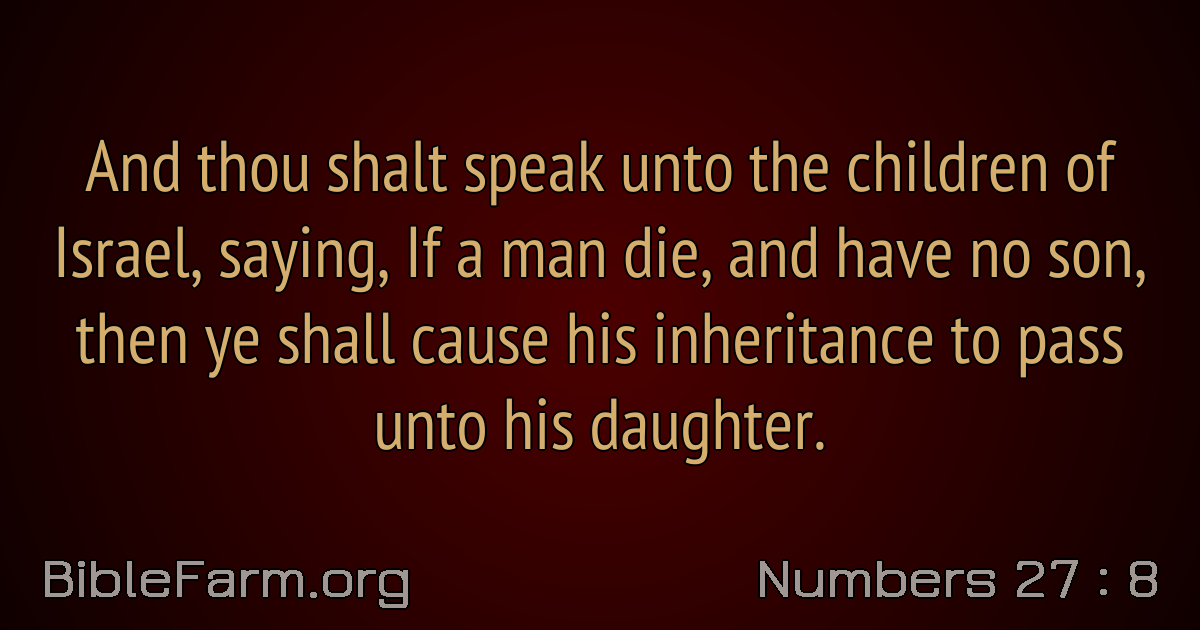 And thou shalt speak unto the children of
Israel, saying, If a man die, and have no son,
then ye shall cause his inheritance to pass
unto his daughter.
BibleFarm.org
Numbers 27 : 8